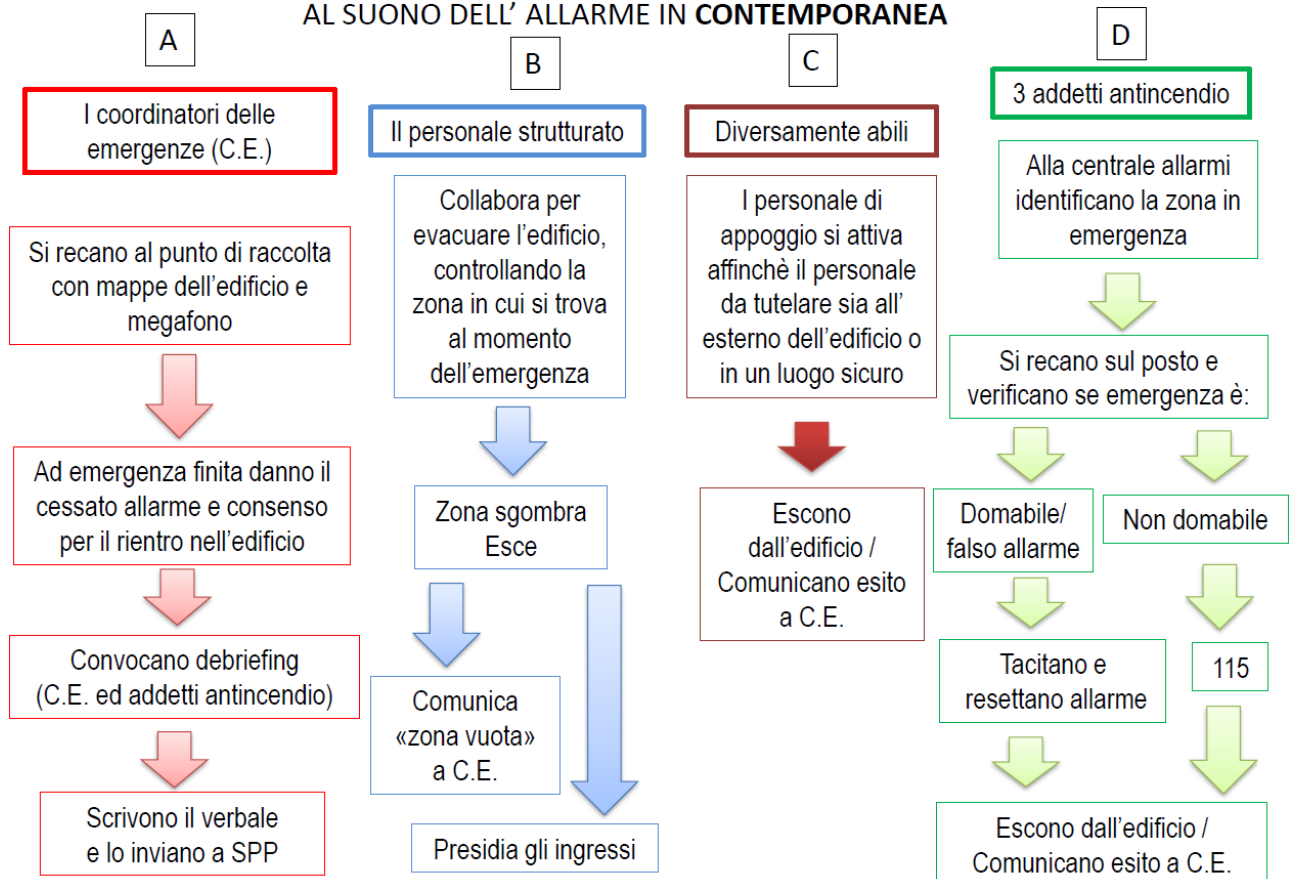 AL SUONO DELL’ ALLARME IN CONTEMPORANEA
A
I coordinatori delle
emergenze (C.E.)
Si recano al punto di raccolta
con mappe dell’edificio e
megafono
Ad emergenza finita danno il
cessato allarme e consenso
per il rientro nell’edificio
Convocano debriefing
(C.E. ed addetti antincendio)
Scrivono il verbale
e lo inviano a SPP
B
Il personale strutturato
Collabora per
evacuare l’edificio,
controllando la
zona in cui si trova
al momento
dell’emergenza
Zona sgombra
Esce
Comunica
«zona vuota»
a C.E.
Presidia gli ingressi
C
Diversamente abili
I personale di
appoggio si attiva
affinchè il personale
da tutelare sia all’
esterno dell’edificio o
in un luogo sicuro
Escono
dall’edificio /
Comunicano esito
a C.E.
D
3 addetti antincendio
Alla centrale allarmi
identificano la zona in
emergenza
Si recano sul posto e
verificano se emergenza è:
Domabile/
falso allarme
Non domabile
Tacitano e
resettano allarme
115
Escono dall’edificio /
Comunicano esito a C.E.